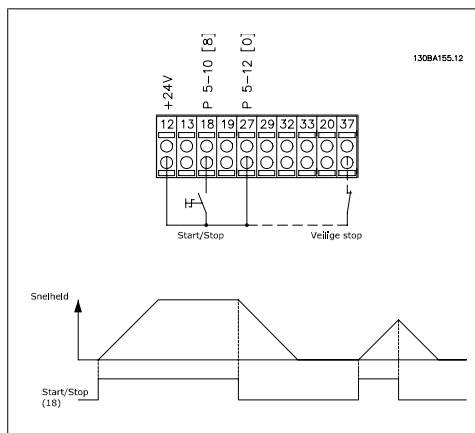 130BA155.12
+24V
P 5-10 [8]
P 5-12 [0]
12 13 18 19 27 29 32 33 20 37
Start/Stop
Veilige stop
Snelheld
Start/Stop
(18)